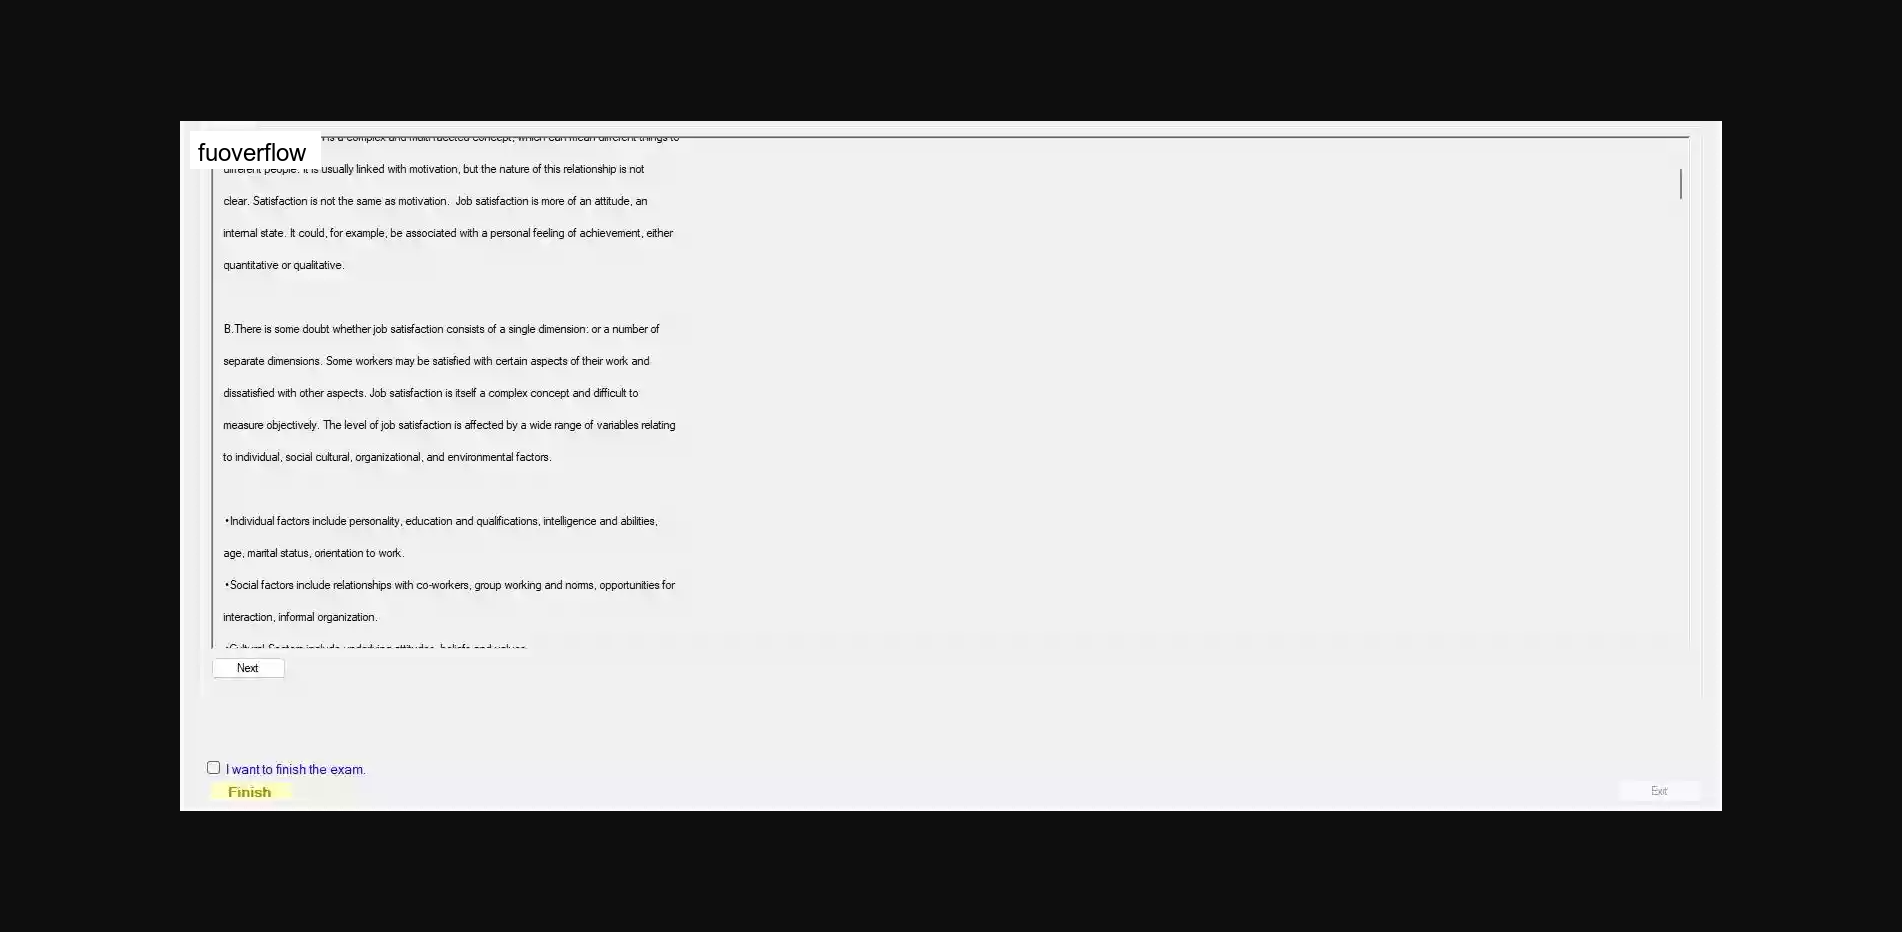 fuoverflow
is a complex and multi faceted concept, which can mean different things to
different people. It is usually linked with motivation, but the nature of this relationship is not
clear. Satisfaction is not the same as motivation. Job satisfaction is more of an attitude, an
internal state. It could, for example, be associated with a personal feeling of achievement, either
quantitative or qualitative.
B.There is some doubt whether job satisfaction consists of a single dimension: or a number of
separate dimensions. Some workers may be satisfied with certain aspects of their work and
dissatisfied with other aspects. Job satisfaction is itself a complex concept and difficult to
measure objectively. The level of job satisfaction is affected by a wide range of variables relating
to individual, social cultural, organizational, and environmental factors.
•Individual factors include personality, education and qualifications, intelligence and abilities,
age, marital status, orientation to work.
•Social factors include relationships with co-workers, group working and norms, opportunities for
interaction, informal organization.
•Cultural Sectors include underlying attitudes, beliefs and values.
Next
I want to finish the exam.
Finish
Exit